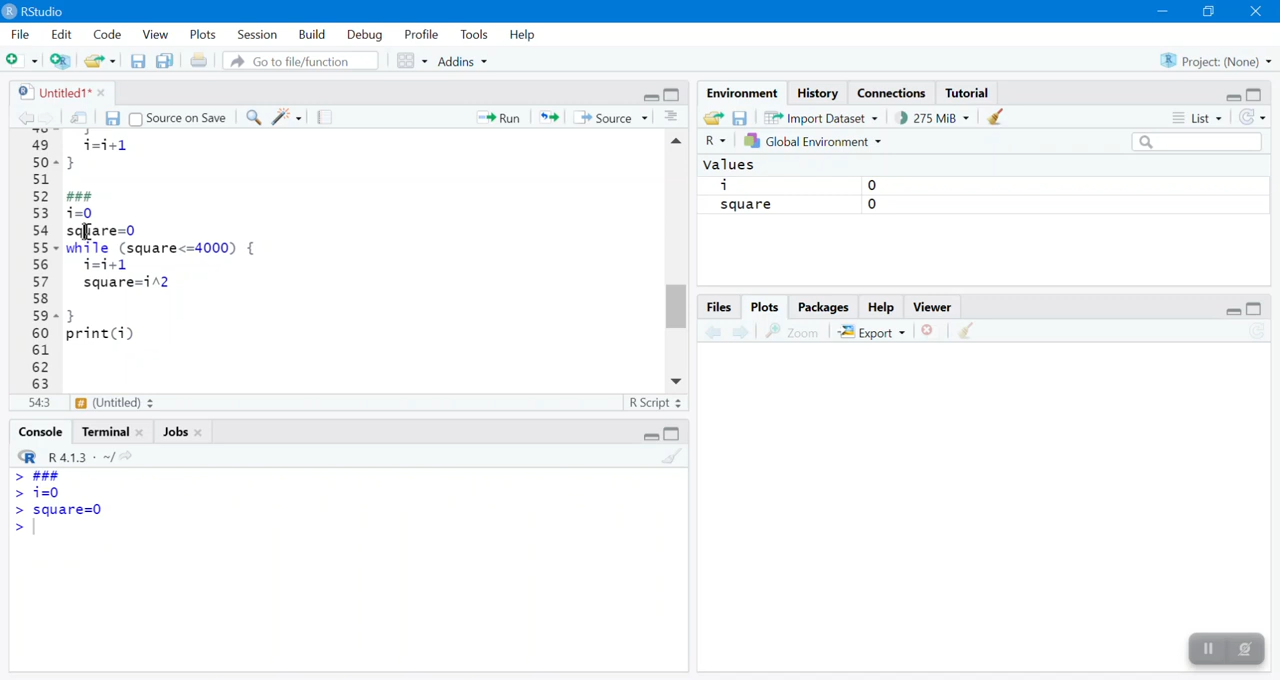 RStudio
File Edit Code View Plots Session Build Debug Profile Tools Help
Go to file/function Addins Project: (None)
Untitled1*
Source on Save Run Source
49 i=i+1
50 }
51
52 ###
53 i=0
54 square=0
55 while (square<=4000) {
56 i=i+1
57 square=i^2
58
59 }
60 print(i)
61
62
63
54:3 (Untitled) R Script
Console Terminal Jobs
R 4.1.3 · ~/
> ###
> i=0
> square=0
>
Environment History Connections Tutorial
Import Dataset 275 MiB List
R Global Environment
Values
i 0
square 0
Files Plots Packages Help Viewer
Zoom Export